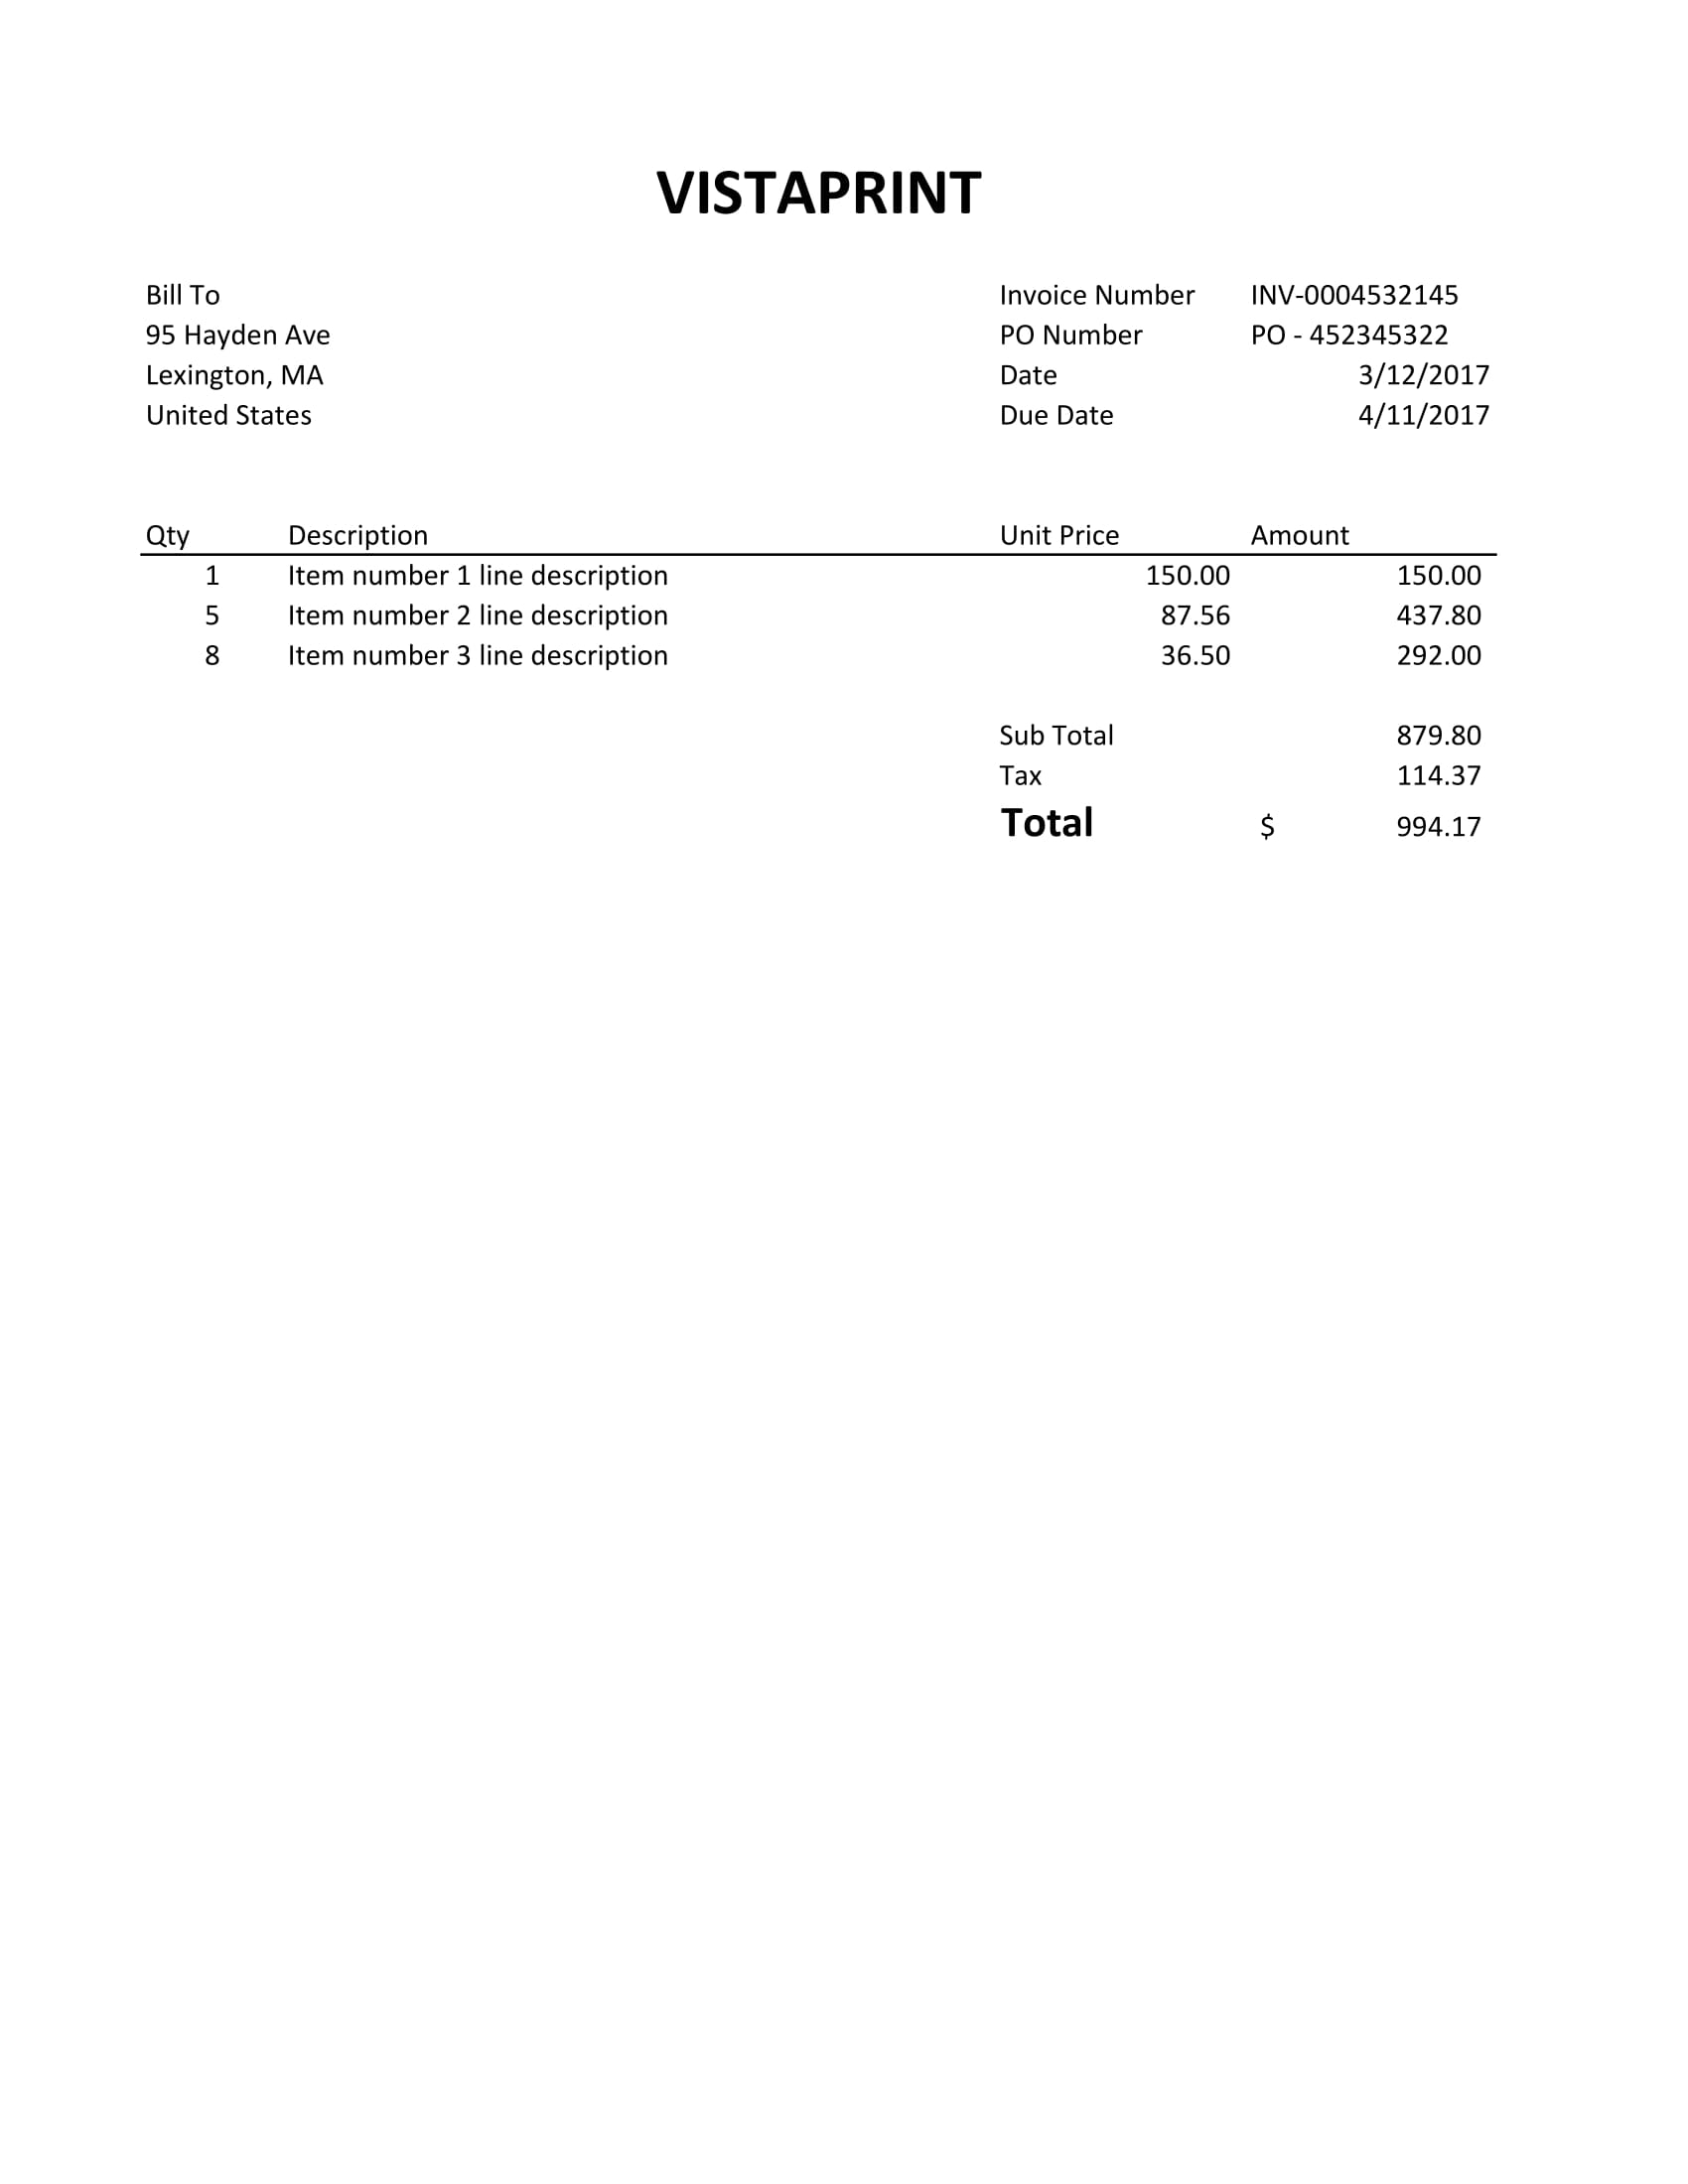 VISTAPRINT
Bill To Invoice Number INV-0004532145
95 Hayden Ave PO Number PO - 452345322
Lexington, MA Date 3/12/2017
United States Due Date 4/11/2017
Qty Description Unit Price Amount
1 Item number 1 line description 150.00 150.00
5 Item number 2 line description 87.56 437.80
8 Item number 3 line description 36.50 292.00
Sub Total 879.80
Tax 114.37
Total $ 994.17